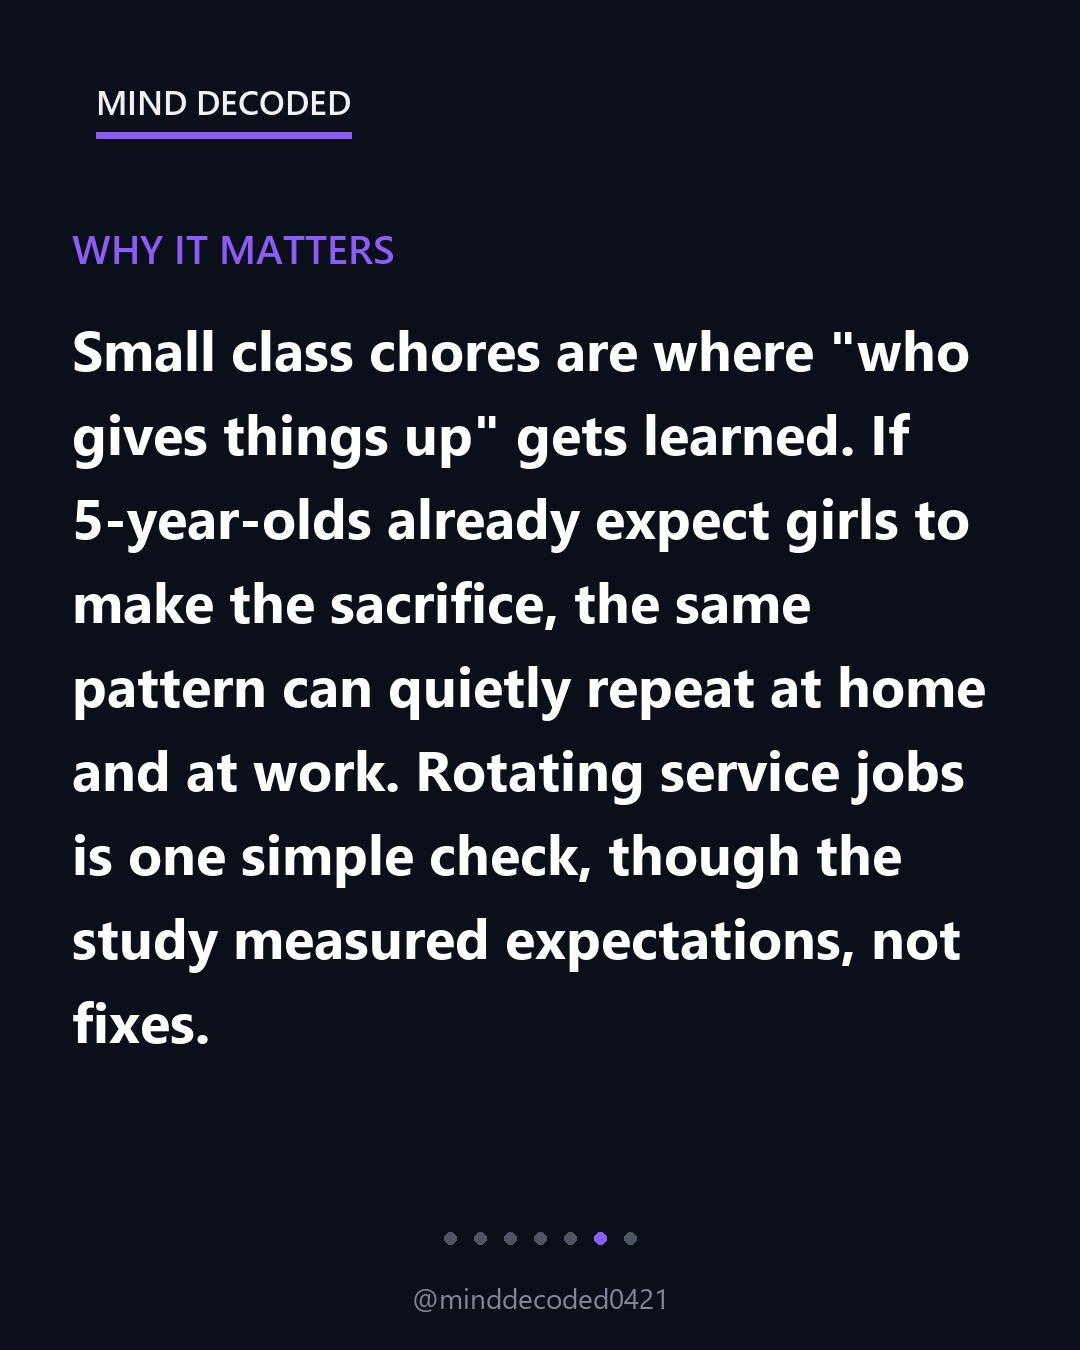 MIND DECODED
WHY IT MATTERS
Small class chores are where "who
gives things up" gets learned. If
5-year-olds already expect girls to
make the sacrifice, the same
pattern can quietly repeat at home
and at work. Rotating service jobs
is one simple check, though the
study measured expectations, not
fixes.
@minddecoded0421